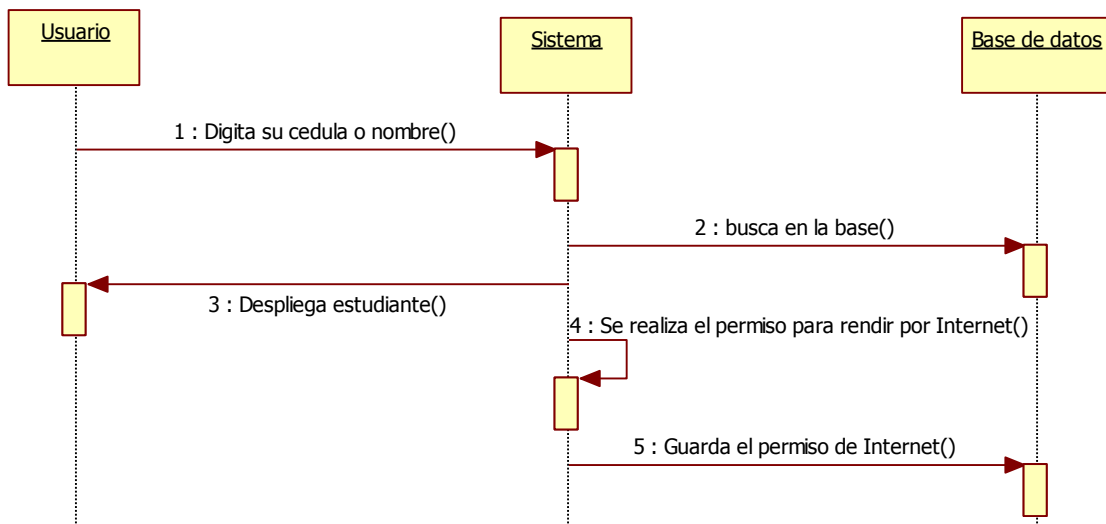 Usuario
Sistema
Base de datos
1 : Digita su cedula o nombre()
2 : busca en la base()
3 : Despliega estudiante()
4 : Se realiza el permiso para rendir por Internet()
5 : Guarda el permiso de Internet()